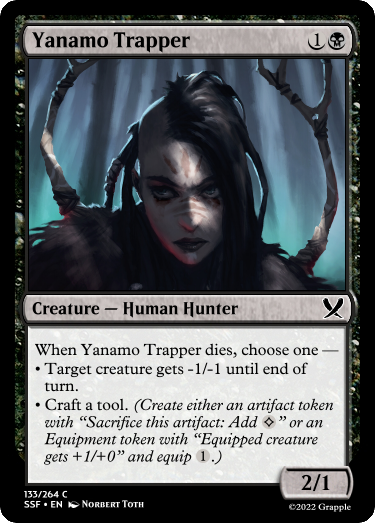 Yanamo Trapper 1
Creature — Human Hunter
When Yanamo Trapper dies, choose one —
• Target creature gets -1/-1 until end of
turn.
• Craft a tool. (Create either an artifact token
with “Sacrifice this artifact: Add ◇” or an
Equipment token with “Equipped creature
gets +1/+0” and equip 1.)
2/1
133/264 C
SSF • EN Norbert Toth
©2022 Grapple